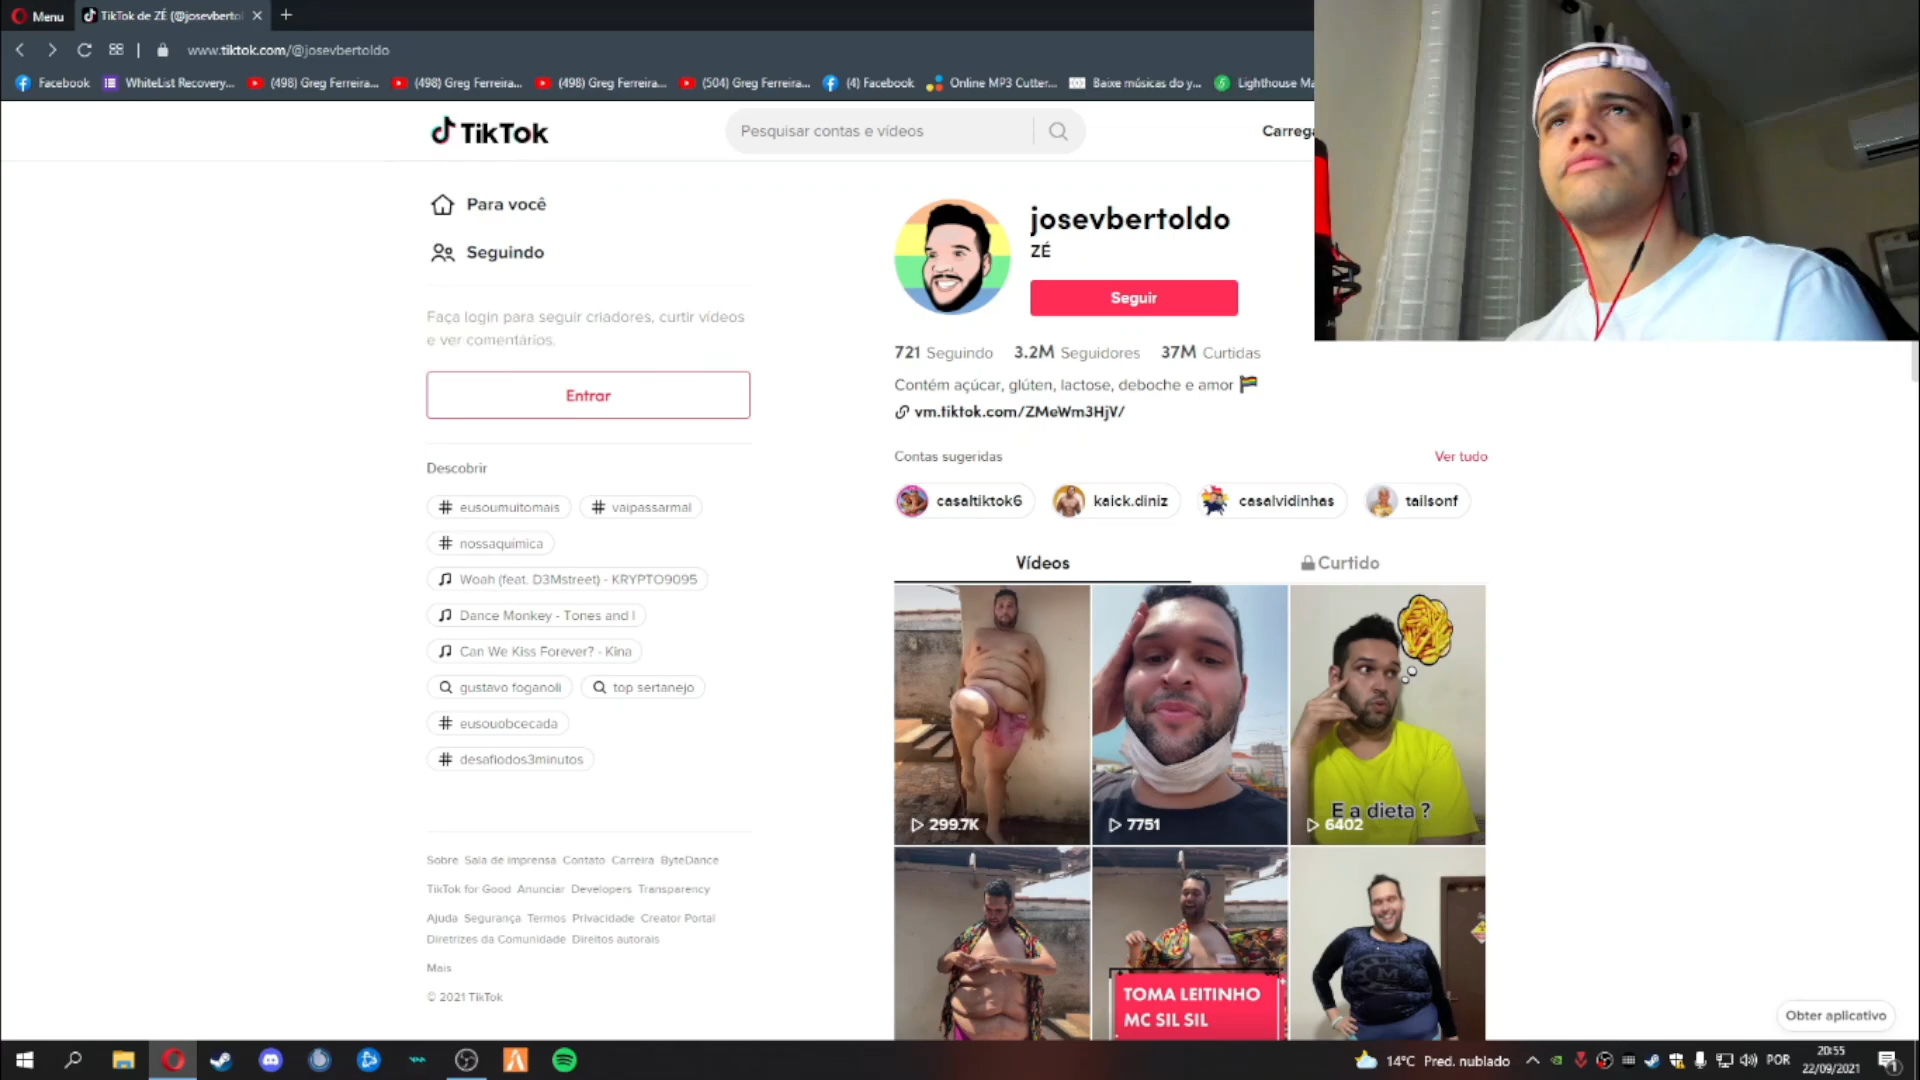 Menu
TikTok de ZÉ (@josevbertol
www.tiktok.com/@josevbertoldo
Facebook WhiteList Recovery... (498) Greg Ferreira... (498) Greg Ferreira... (498) Greg Ferreira... (504) Greg Ferreira... (4) Facebook Online MP3 Cutter... Baixe músicas do y... Lighthouse Ma
TikTok
Pesquisar contas e vídeos
Carrega
Para você
Seguindo
Faça login para seguir criadores, curtir vídeos
e ver comentários.
Entrar
Descobrir
# eusoumuitomais # vaipassarmal
# nossaquimica
Woah (feat. D3Mstreet) - KRYPTO9095
Dance Monkey - Tones and I
Can We Kiss Forever? - Kina
gustavo foganoli top sertanejo
# eusouobcecada
# desafiodos3minutos
Sobre Sala de imprensa Contato Carreira ByteDance
TikTok for Good Anunciar Developers Transparency
Ajuda Segurança Termos Privacidade Creator Portal
Diretrizes da Comunidade Direitos autorais
Mais
© 2021 TikTok
josevbertoldo
ZÉ
Seguir
721 Seguindo 3.2M Seguidores 37M Curtidas
Contém açúcar, glúten, lactose, deboche e amor
vm.tiktok.com/ZMeWm3HjV/
Contas sugeridas
Ver tudo
casaltiktok6 kaick.diniz casalvidinhas tailsonf
Vídeos
Curtido
299.7K
7751
E a dieta ?
6402
TOMA LEITINHO
MC SIL SIL
Obter aplicativo
14°C Pred. nublado
POR
20:55
22/09/2021
1